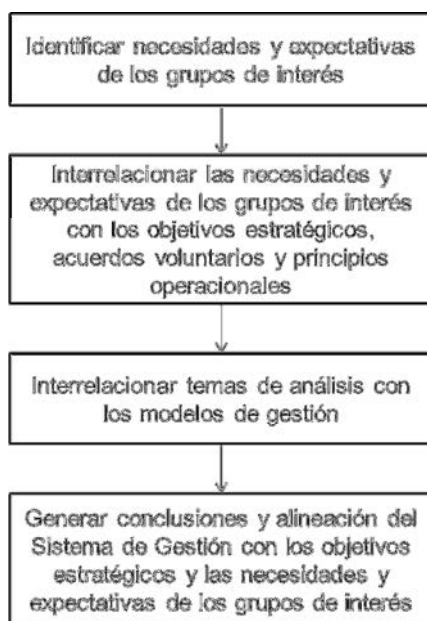 Identificar necesidades y expectativas
de los grupos de interés
Interrelacionar las necesidades y
expectativas de los grupos de interés
con los objetivos estratégicos,
acuerdos voluntarios y principios
operacionales
Interrelacionar temas de análisis con
los modelos de gestión
Generar conclusiones y alineación del
Sistema de Gestión con los objetivos
estratégicos y las necesidades y
expectativas de los grupos de interés